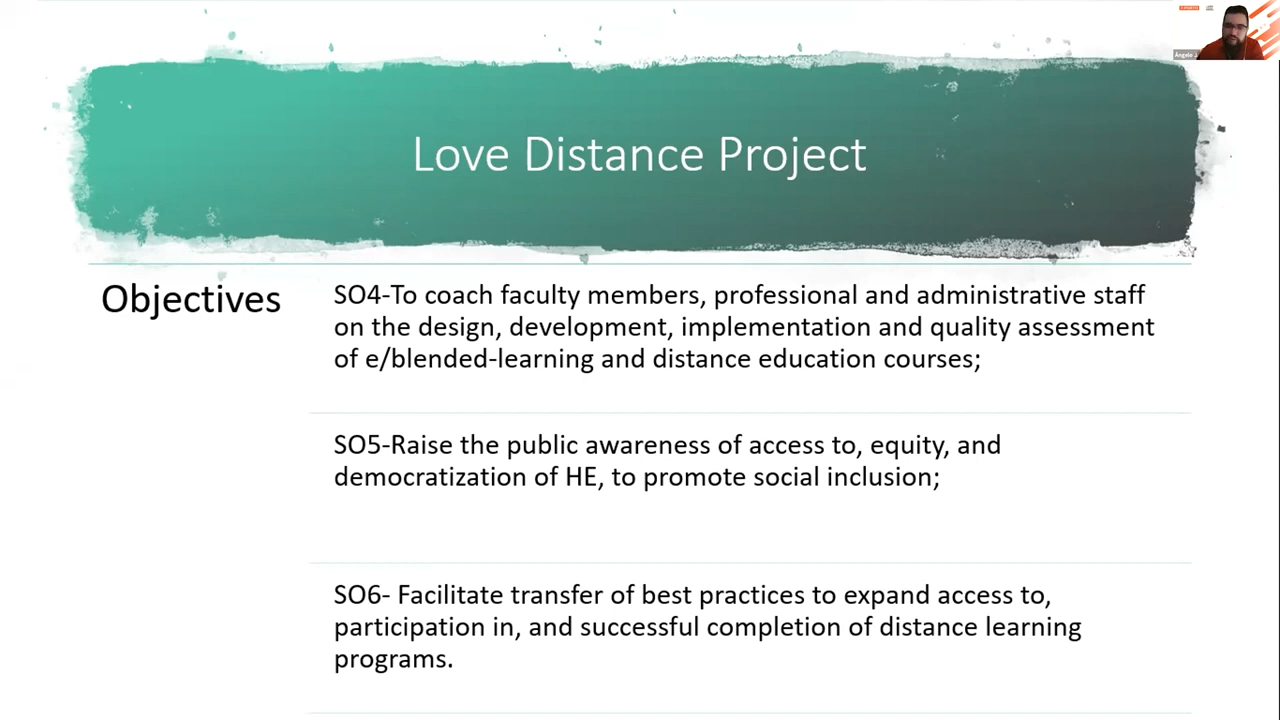 Love Distance Project
Objectives
SO4-To coach faculty members, professional and administrative staff
on the design, development, implementation and quality assessment
of e/blended-learning and distance education courses;
SO5-Raise the public awareness of access to, equity, and
democratization of HE, to promote social inclusion;
SO6- Facilitate transfer of best practices to expand access to,
participation in, and successful completion of distance learning
programs.